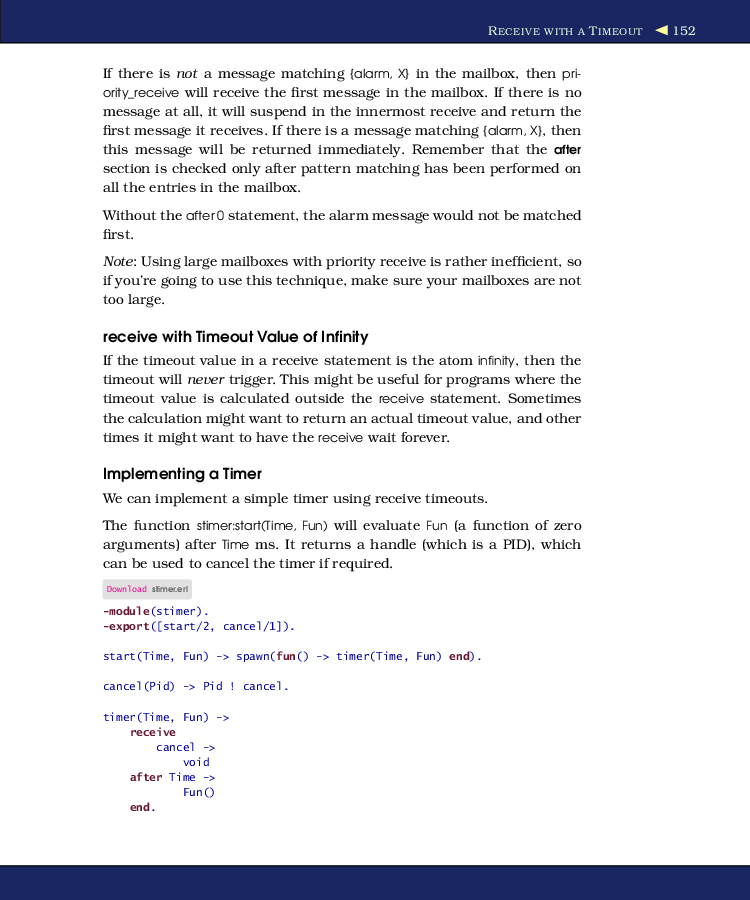 RECEIVE WITH A TIMEOUT ◀ 152
If there is not a message matching {alarm, X} in the mailbox, then pri-
ority_receive will receive the first message in the mailbox. If there is no
message at all, it will suspend in the innermost receive and return the
first message it receives. If there is a message matching {alarm, X}, then
this message will be returned immediately. Remember that the after
section is checked only after pattern matching has been performed on
all the entries in the mailbox.
Without the after 0 statement, the alarm message would not be matched
first.
Note: Using large mailboxes with priority receive is rather inefficient, so
if you're going to use this technique, make sure your mailboxes are not
too large.
receive with Timeout Value of Infinity
If the timeout value in a receive statement is the atom infinity, then the
timeout will never trigger. This might be useful for programs where the
timeout value is calculated outside the receive statement. Sometimes
the calculation might want to return an actual timeout value, and other
times it might want to have the receive wait forever.
Implementing a Timer
We can implement a simple timer using receive timeouts.
The function stimer:start(Time, Fun) will evaluate Fun (a function of zero
arguments) after Time ms. It returns a handle (which is a PID), which
can be used to cancel the timer if required.
Download stimer.erl
-module(stimer).
-export([start/2, cancel/1]).
start(Time, Fun) -> spawn(fun() -> timer(Time, Fun) end).
cancel(Pid) -> Pid ! cancel.
timer(Time, Fun) ->
    receive
        cancel ->
            void
    after Time ->
            Fun()
    end.